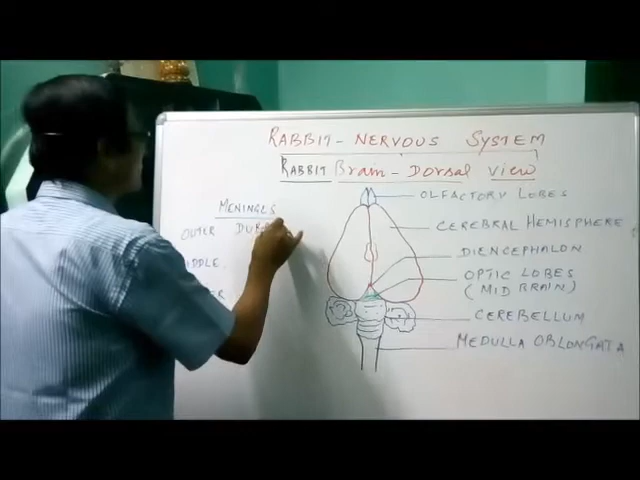 RABBIT - NERVOUS SYSTEM
RABBIT Brain - Dorsal view
MENINGES
OUTER
OLFACTORY LOBES
CEREBRAL HEMISPHERE
DIENCEPHALON
OPTIC LOBES
(MID BRAIN)
CEREBELLUM
MEDULLA OBLONGATA